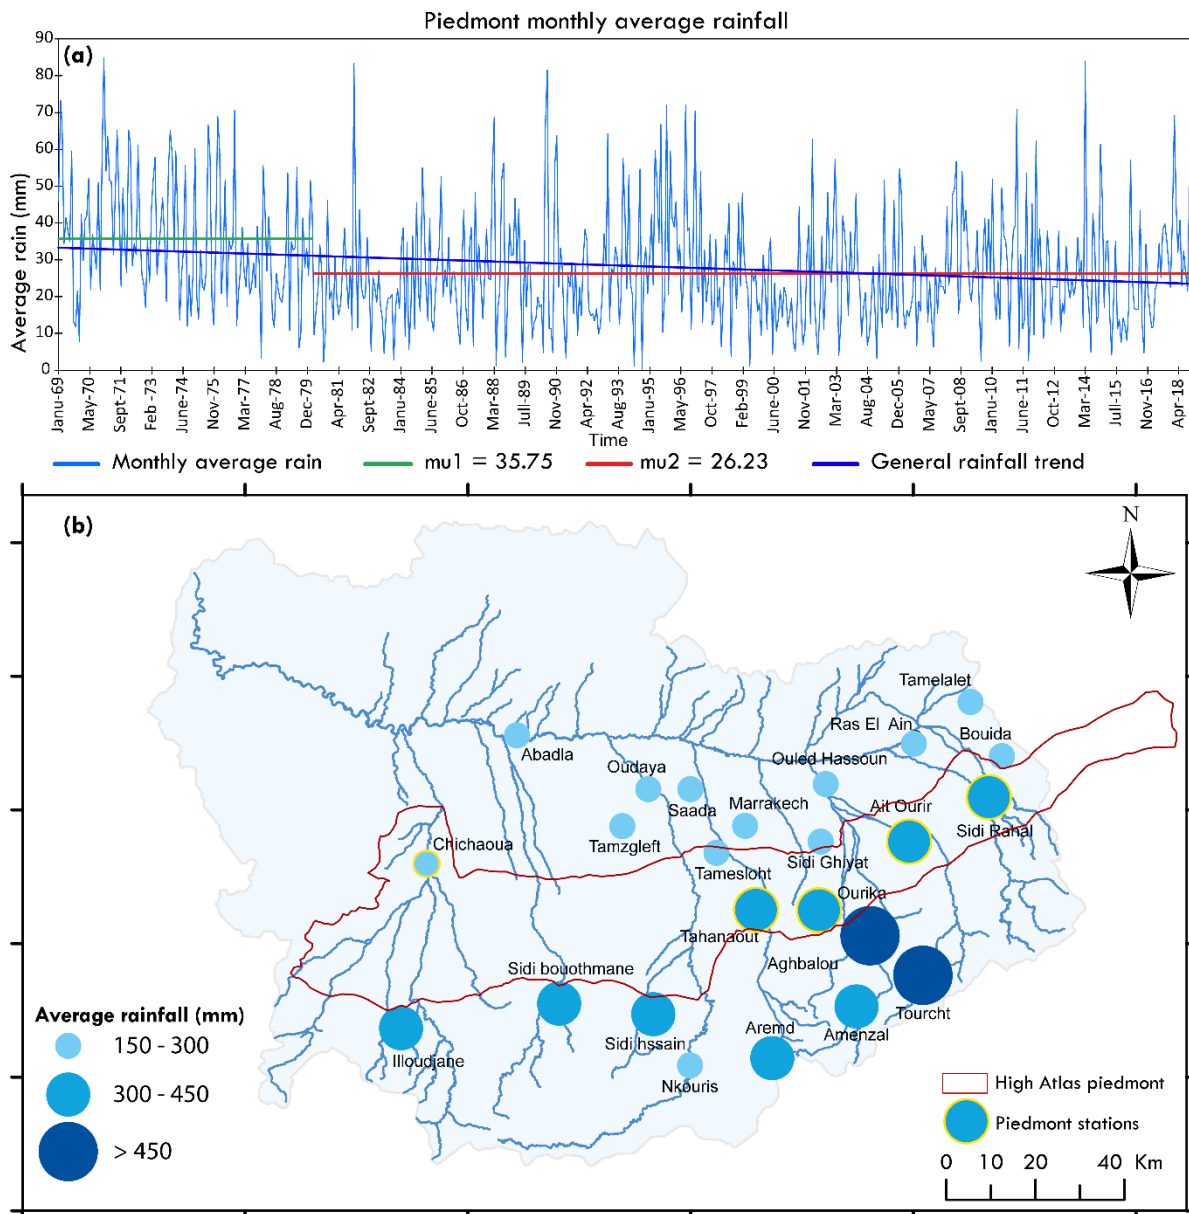 Piedmont monthly average rainfall
(a)
Average rain (mm)
90
80
70
60
50
40
30
20
10
0
Janu-69 May-70 Sept-71 Feb-73 June-74 Nov-75 Mar-77 Aug-78 Dec-79 Apr-81 Sept-82 Janu-84 June-85 Oct-86 Mar-88 Jull-89 Nov-90 Apr-92 Sept-93 Janu-95 May-96 Oct-97 Feb-99 June-00 Nov-01 Mar-03 Aug-04 Dec-05 May-07 Sept-08 Janu-10 June-11 Oct-12 Mar-14 Jull-15 Nov-16 Apr-18
Time
Monthly average rain mu1 = 35.75 mu2 = 26.23 General rainfall trend
(b)
N
Tamelalet
Ras El Ain
Bouida
Abadla
Ouled Hassoun
Oudaya
Saada
Marrakech
Ait Ourir
Sidi Rahal
Tamzgleft
Chichaoua
Sidi Ghiyat
Tamesloht
Ourika
Tahanaout
Aghbalou
Sidi bouothmane
Tourcht
Amenzal
Aremd
Sidi hssain
Illoudjane
Nkouris
Average rainfall (mm)
150 - 300
300 - 450
> 450
High Atlas piedmont
Piedmont stations
0 10 20 40 Km